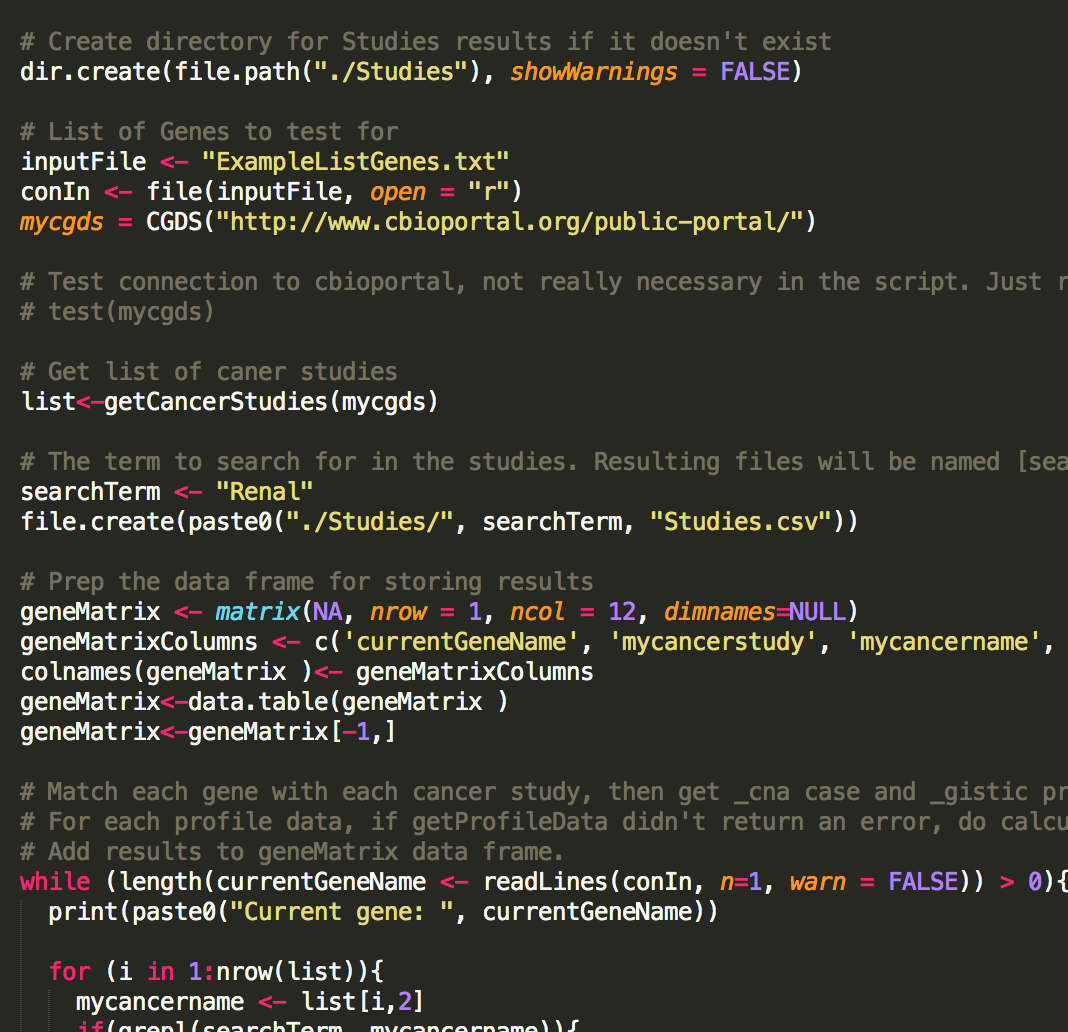 # Create directory for Studies results if it doesn't exist
dir.create(file.path("./Studies"), showWarnings = FALSE)
# List of Genes to test for
inputFile <- "ExampleListGenes.txt"
conIn <- file(inputFile, open = "r")
mycgds = CGDS("http://www.cbioportal.org/public-portal/")
# Test connection to cbioportal, not really necessary in the script. Just
# test(mycgds)
# Get list of caner studies
list<-getCancerStudies(mycgds)
# The term to search for in the studies. Resulting files will be named
searchTerm <- "Renal"
file.create(paste0("./Studies/", searchTerm, "Studies.csv"))
# Prep the data frame for storing results
geneMatrix <- matrix(NA, nrow = 1, ncol = 12, dimnames=NULL)
geneMatrixColumns <- c('currentGeneName', 'mycancerstudy', 'mycancername',
colnames(geneMatrix )<- geneMatrixColumns
geneMatrix<-data.table(geneMatrix )
geneMatrix<-geneMatrix[-1,]
# Match each gene with each cancer study, then get _cna case and _gistic
# For each profile data, if getProfileData didn't return an error, do
# Add results to geneMatrix data frame.
while (length(currentGeneName <- readLines(conIn, n=1, warn = FALSE)) > 0){
print(paste0("Current gene: ", currentGeneName))
for (i in 1:nrow(list)){
mycancername <- list[i,2]
if(grepl(searchTerm, mycancername)){